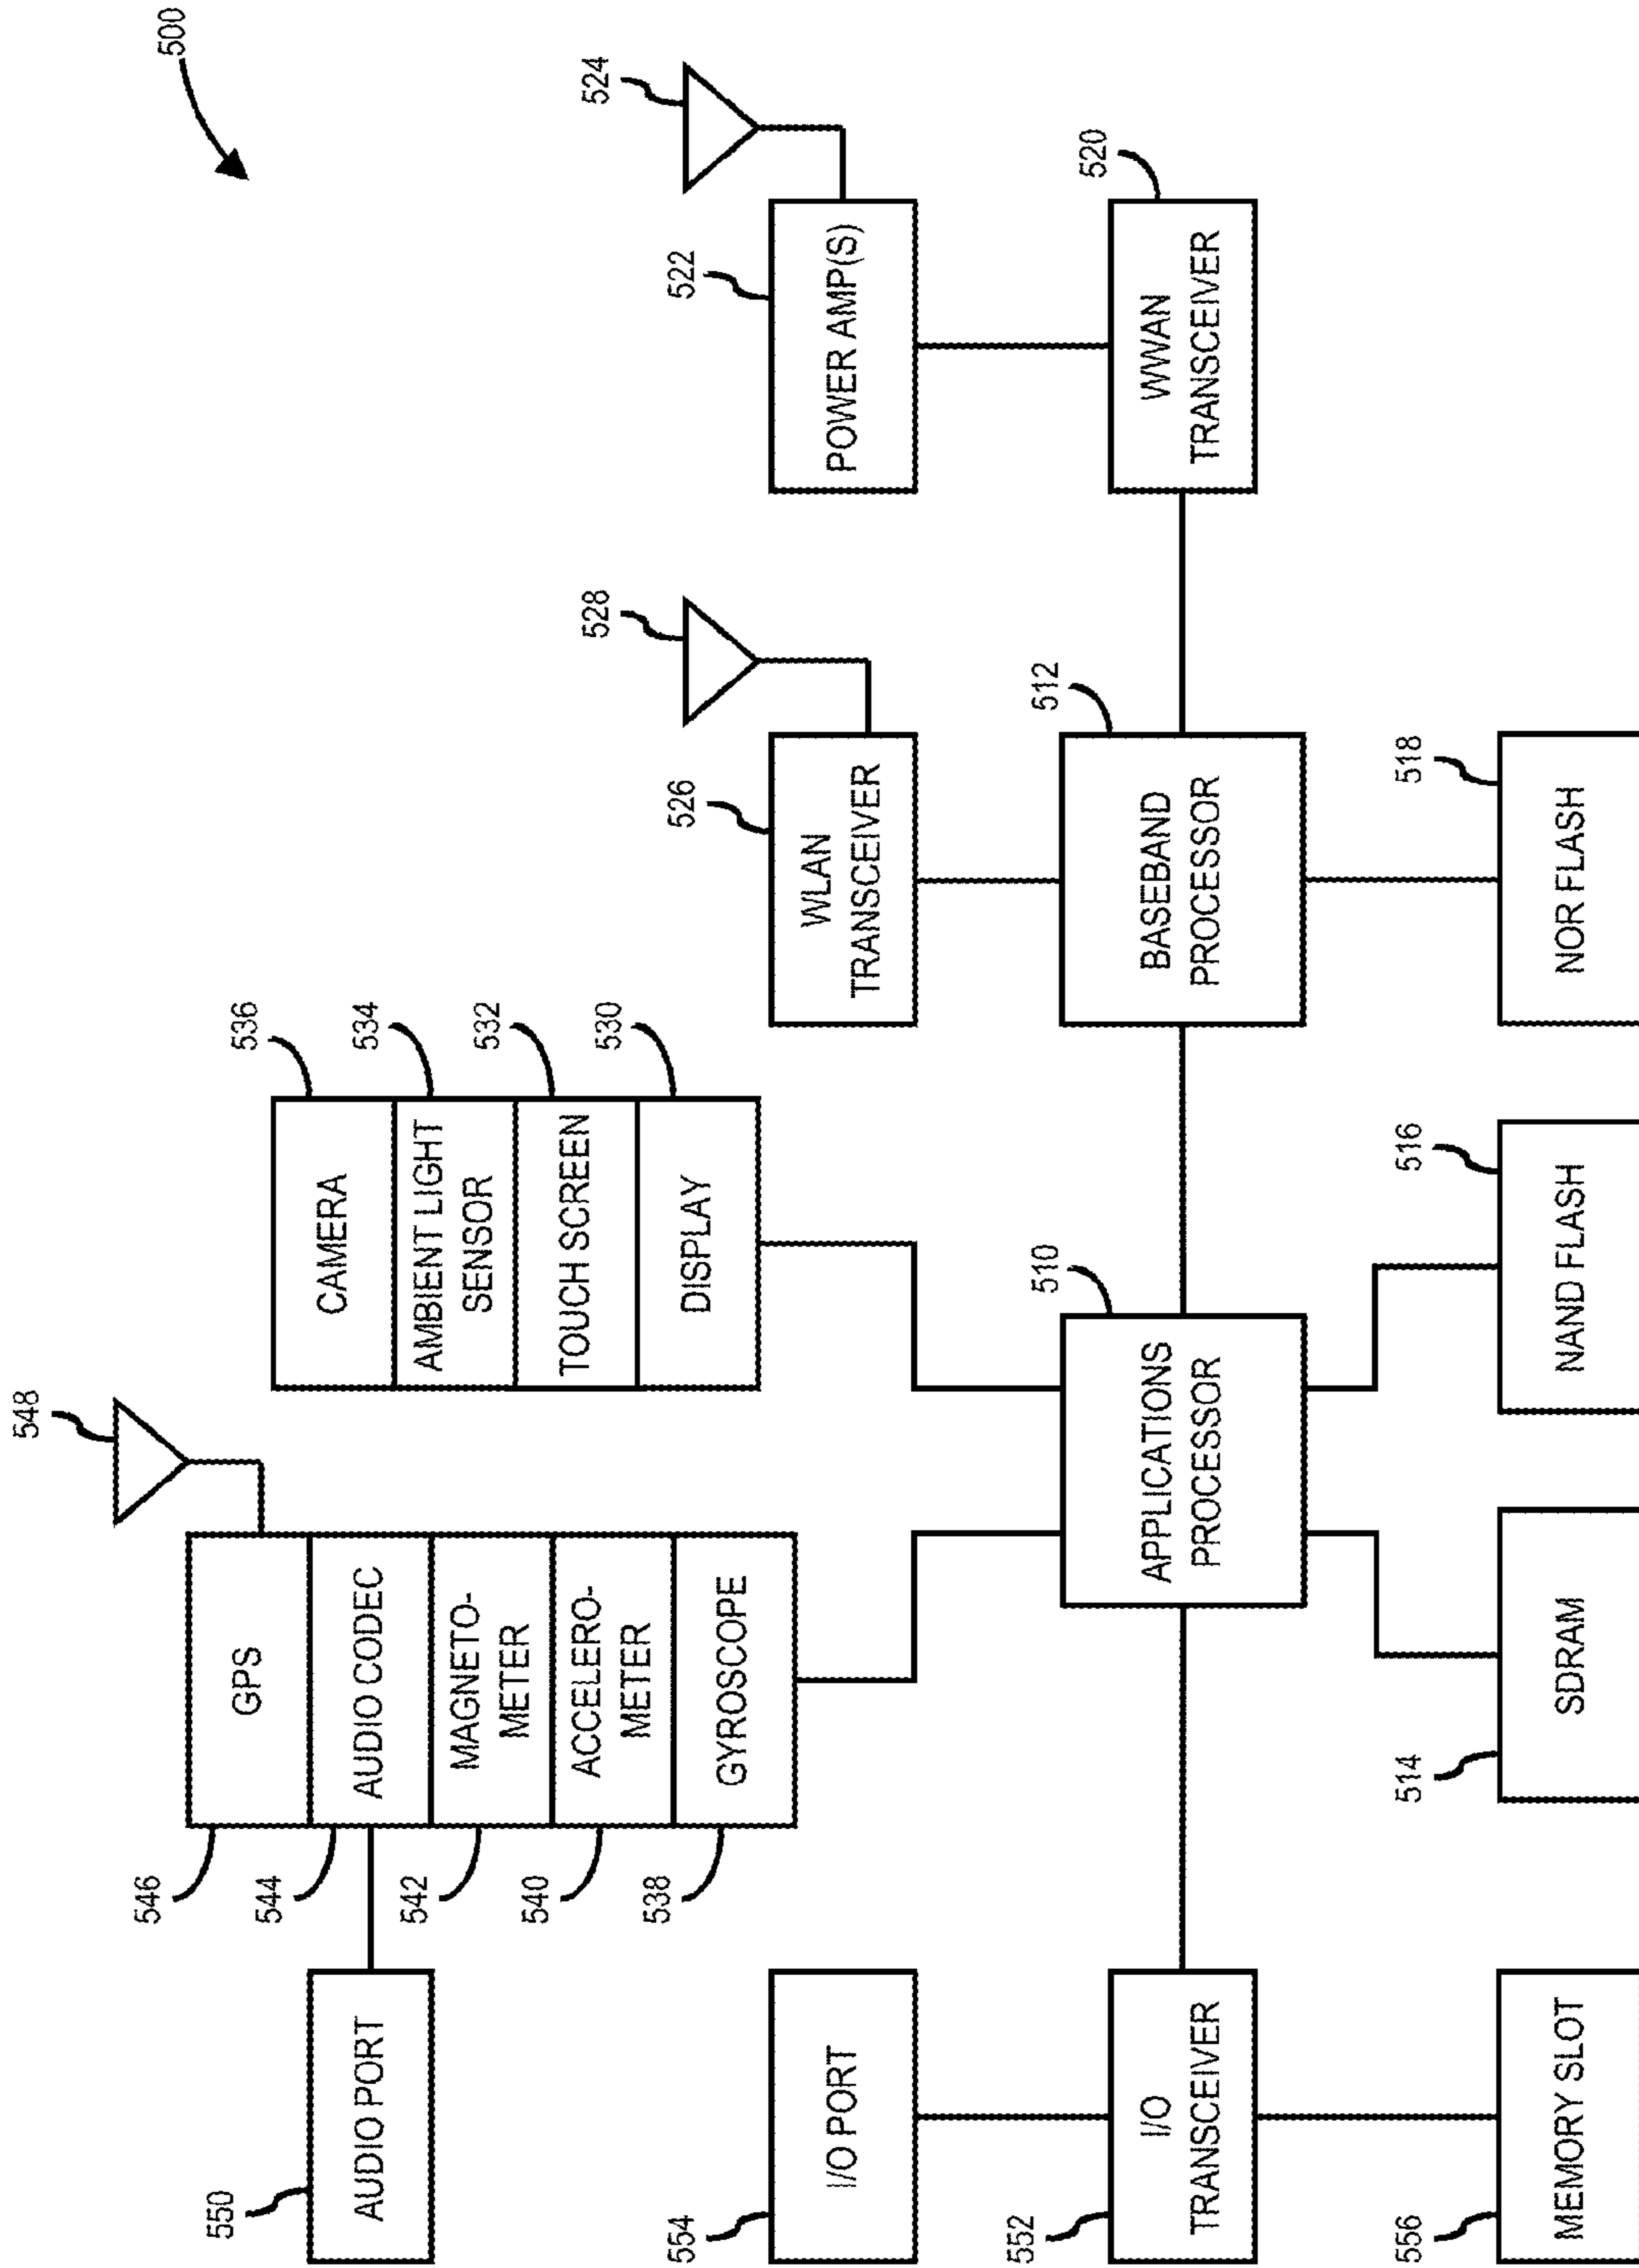 500
548
546
GPS
544
AUDIO CODEC
542
MAGNETO-
METER
540
ACCELERO-
METER
538
GYROSCOPE
550
AUDIO PORT
536
CAMERA
534
AMBIENT LIGHT
SENSOR
532
TOUCH SCREEN
530
DISPLAY
528
524
554
I/O PORT
526
WLAN
TRANSCEIVER
522
POWER AMP(S)
552
I/O
TRANSCEIVER
510
APPLICATIONS
PROCESSOR
512
BASEBAND
PROCESSOR
520
WWAN
TRANSCEIVER
556
MEMORY SLOT
514
SDRAM
516
NAND FLASH
518
NOR FLASH